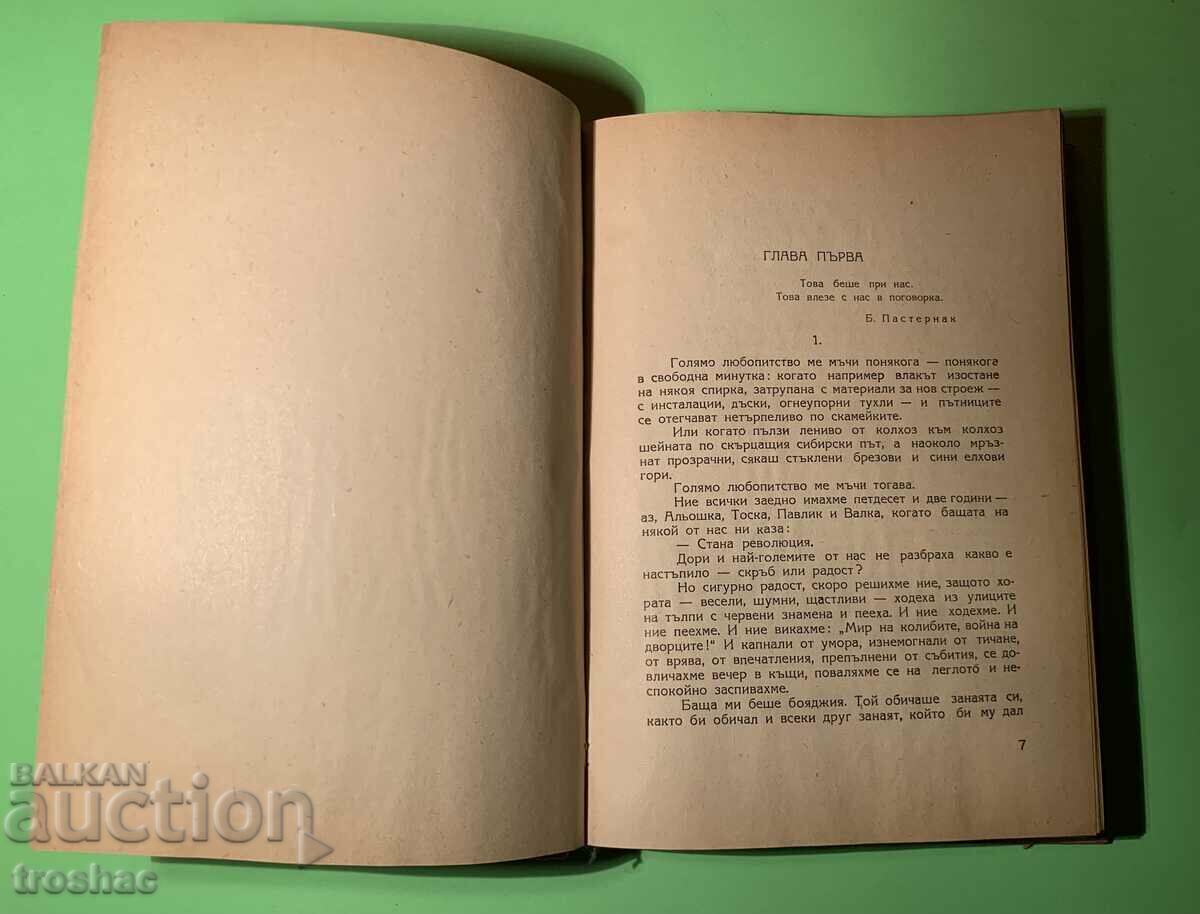 ГЛАВА ПЪРВА
Това беше при нас.
Това влезе с нас в поговорка.
Б. Пастернак
1.
Голямо любопитство ме мъчи понякога — понякога
в свободна минутка: когато например влакът изостане
на някоя спирка, затрупана с материали за нов строеж —
с инсталации, дъски, огнеупорни тухли — и пътниците
се отегчават нетърпеливо по скамейките.
Или когато пълзи лениво от колхоз към колхоз
шейната по скърцащия сибирски път, а наоколо мръз-
нат прозрачни, сякаш стъклени брезови и сини елхови
гори.
Голямо любопитство ме мъчи тогава.
Ние всички заедно имахме петдесет и две години —
аз, Альошка, Тоска, Павлик и Валка, когато бащата на
някой от нас ни каза:
— Стана революция.
Дори и най-големите от нас не разбраха какво е
настъпило — скръб или радост?
Но сигурно радост, скоро решихме ние, защото хо-
рата — весели, шумни, щастливи — ходеха из улиците
на тълпи с червени знамена и пееха. И ние ходехме. И
ние пеехме. И ние викахме: „Мир на колибите, война на
дворците!“ И капнали от умора, изнемогнали от тичане,
от врява, от впечатления, препълнени от събития, се до-
вличахме вечер в къщи, поваляхме се на леглото и не-
спокойно заспивахме.
Баща ми беше бояджия. Той обичаше занаята си,
както би обичал и всеки друг занаят, който би му дал
7
BALKAN
auction
troshac